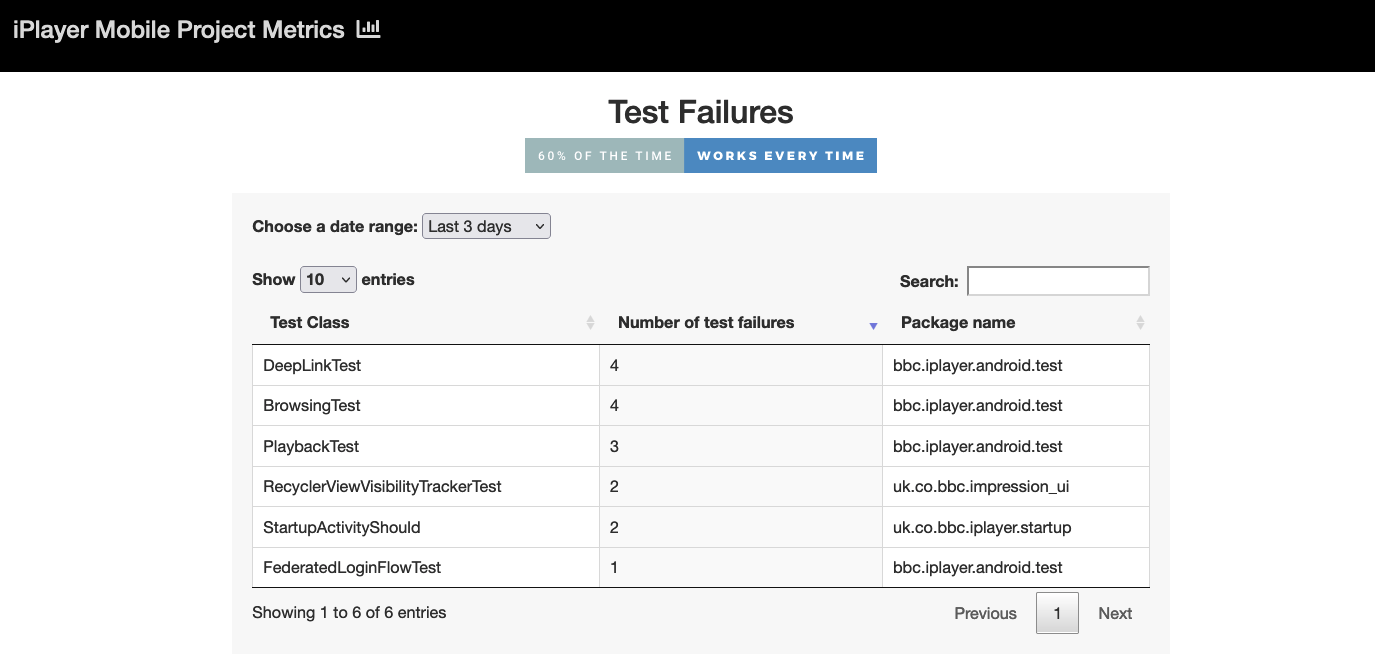 iPlayer Mobile Project Metrics
Test Failures
60% OF THE TIME WORKS EVERY TIME
Choose a date range: Last 3 days
Show 10 entries Search:
Test Class Number of test failures Package name
DeepLinkTest 4 bbc.iplayer.android.test
BrowsingTest 4 bbc.iplayer.android.test
PlaybackTest 3 bbc.iplayer.android.test
RecyclerViewVisibilityTrackerTest 2 uk.co.bbc.impression_ui
StartupActivityShould 2 uk.co.bbc.iplayer.startup
FederatedLoginFlowTest 1 bbc.iplayer.android.test
Showing 1 to 6 of 6 entries Previous 1 Next